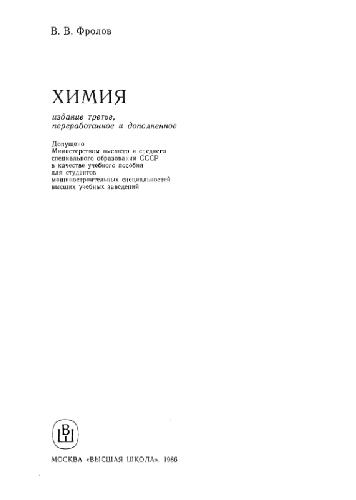 В. В. Фролов
ХИМИЯ
издание третье,
переработанное и дополненное
Допущено
Министерством высшего и среднего
специального образования СССР
в качестве учебного пособия
для студентов
машиностроительных специальностей
высших учебных заведений
ВШ
МОСКВА «ВЫСШАЯ ШКОЛА». 1986